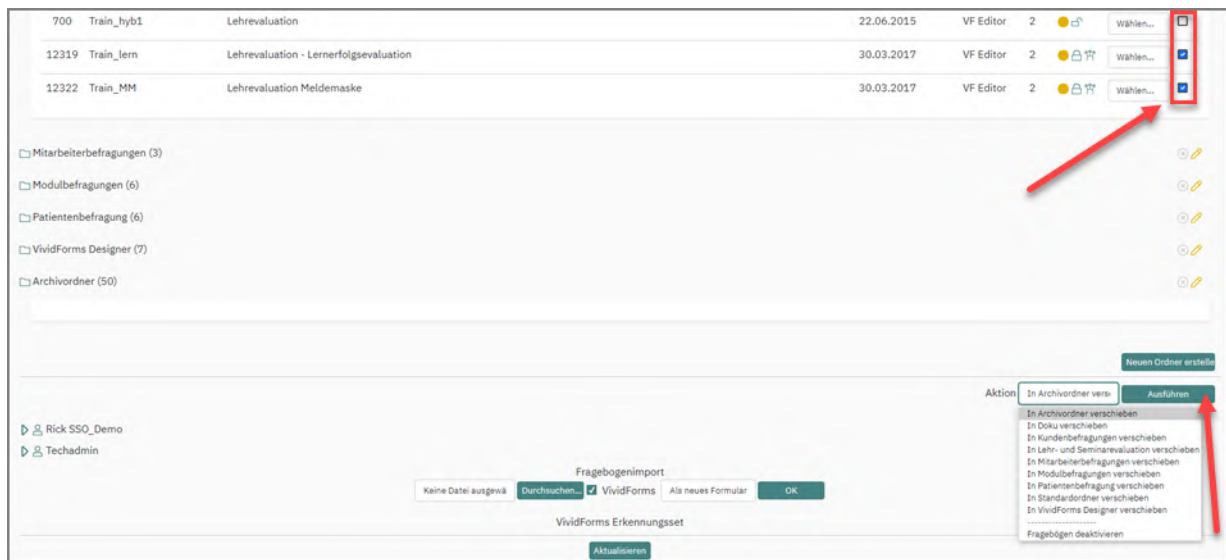 700 Train_hyb1 Lehrevaluation 22.06.2015 VF Editor 2 Wählen...
12319 Train_lern Lehrevaluation - Lernerfolgsevaluation 30.03.2017 VF Editor 2 Wählen...
12322 Train_MM Lehrevaluation Meldemaske 30.03.2017 VF Editor 2 Wählen...
Mitarbeiterbefragungen (3)
Modulbefragungen (6)
Patientenbefragung (6)
VividForms Designer (7)
Archivordner (50)
Neuen Ordner erstelle
Aktion In Archivordner vers Ausführen
In Archivordner verschieben
In Doku verschieben
In Kundenbefragungen verschieben
In Lehr- und Seminarevaluation verschieben
In Mitarbeiterbefragungen verschieben
In Modulbefragungen verschieben
In Patientenbefragung verschieben
In Standardordner verschieben
In VividForms Designer verschieben
--------------------
Fragebögen deaktivieren
Rick SSO_Demo
Techadmin
Fragebogenimport
Keine Datei ausgewä Durchsuchen... VividForms Als neues Formular OK
VividForms Erkennungsset
Aktualisieren